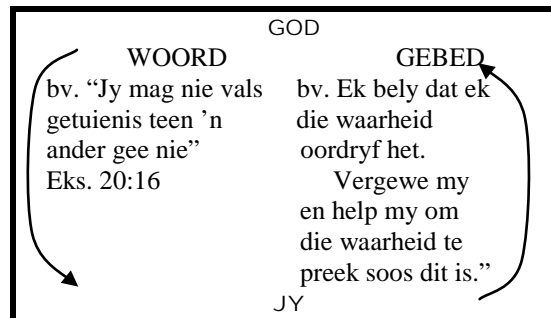 GOD
WOORD
bv. “Jy mag nie vals
getuienis teen ’n
ander gee nie”
Eks. 20:16
GEBED
bv. Ek bely dat ek
die waarheid
oordryf het.
Vergewe my
en help my om
die waarheid te
preek soos dit is.”
JY